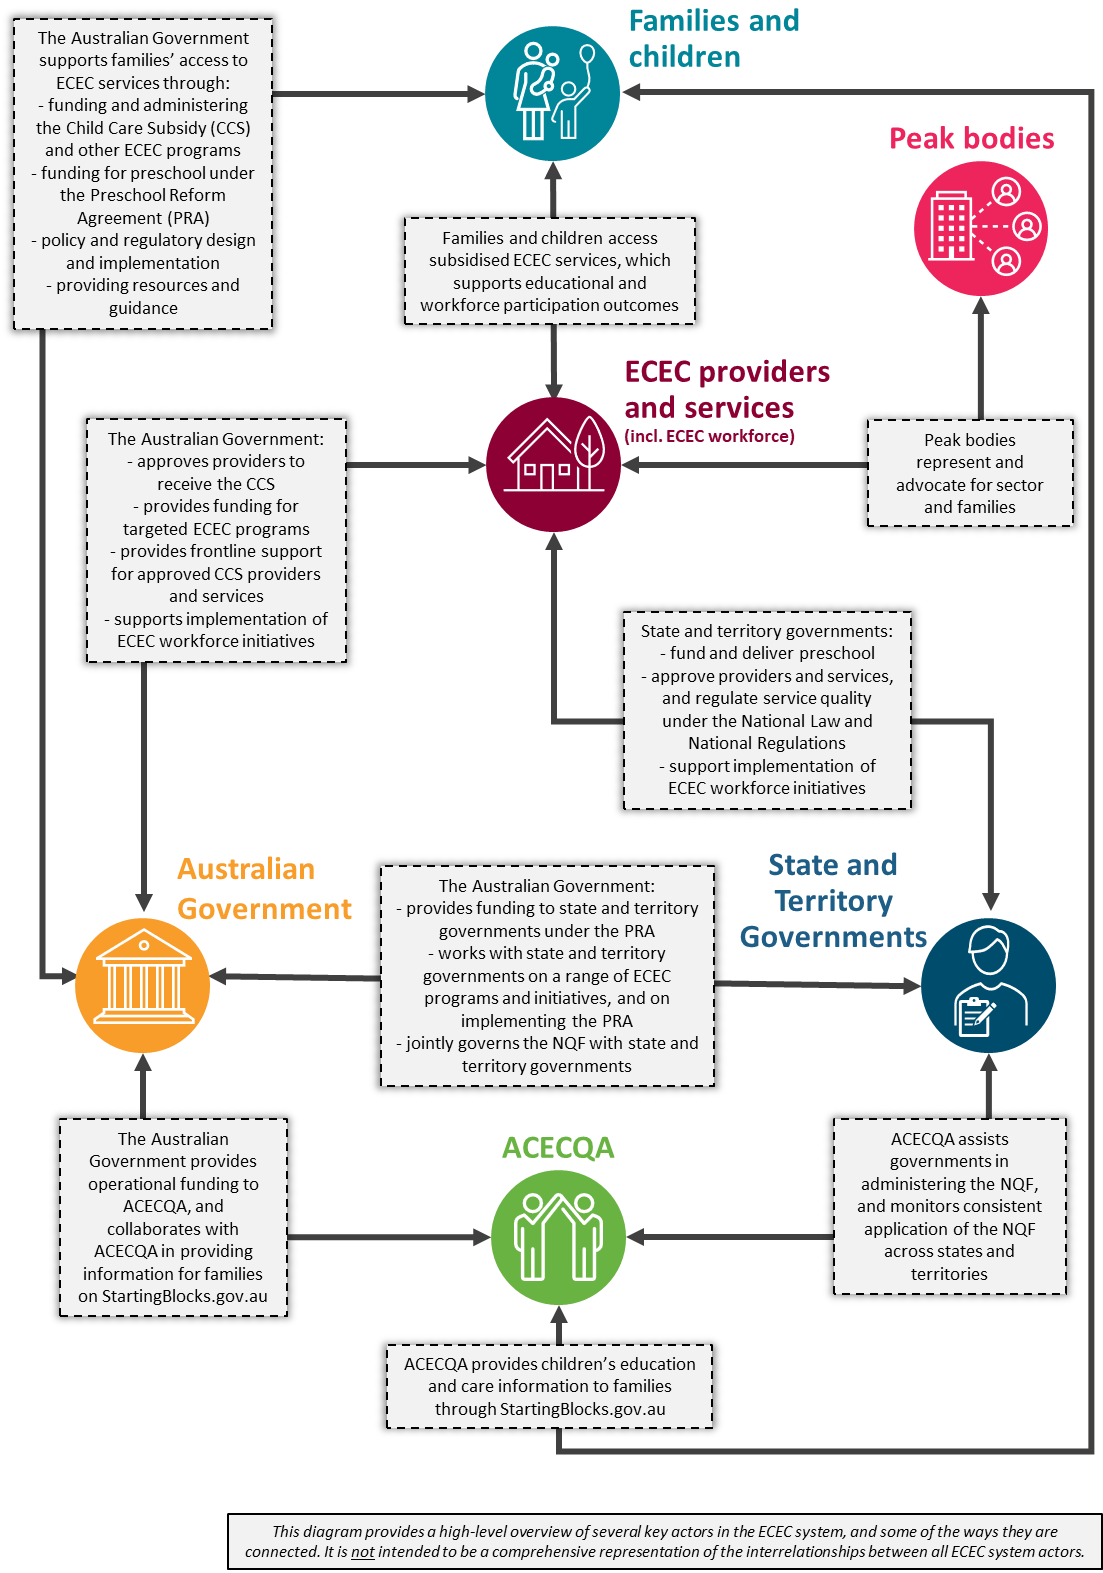 Families and
children
The Australian Government
supports families’ access to
ECEC services through:
- funding and administering
the Child Care Subsidy (CCS)
and other ECEC programs
- funding for preschool under
the Preschool Reform
Agreement (PRA)
- policy and regulatory design
and implementation
- providing resources and
guidance
Peak bodies
Families and children access
subsidised ECEC services, which
supports educational and
workforce participation outcomes
ECEC providers
and services
(incl. ECEC workforce)
The Australian Government:
- approves providers to
receive the CCS
- provides funding for
targeted ECEC programs
- provides frontline support
for approved CCS providers
and services
- supports implementation of
ECEC workforce initiatives
Peak bodies
represent and
advocate for sector
and families
State and territory governments:
- fund and deliver preschool
- approve providers and services,
and regulate service quality
under the National Law and
National Regulations
- support implementation of
ECEC workforce initiatives
Australian
Government
The Australian Government:
- provides funding to state and territory
governments under the PRA
- works with state and territory
governments on a range of ECEC
programs and initiatives, and on
implementing the PRA
- jointly governs the NQF with state and
territory governments
State and
Territory
Governments
The Australian
Government provides
operational funding to
ACECQA, and
collaborates with
ACECQA in providing
information for families
on StartingBlocks.gov.au
ACECQA
ACECQA assists
governments in
administering the NQF,
and monitors consistent
application of the NQF
across states and
territories
ACECQA provides children’s education
and care information to families
through StartingBlocks.gov.au
This diagram provides a high-level overview of several key actors in the ECEC system, and some of the ways they are
connected. It is not intended to be a comprehensive representation of the interrelationships between all ECEC system actors.